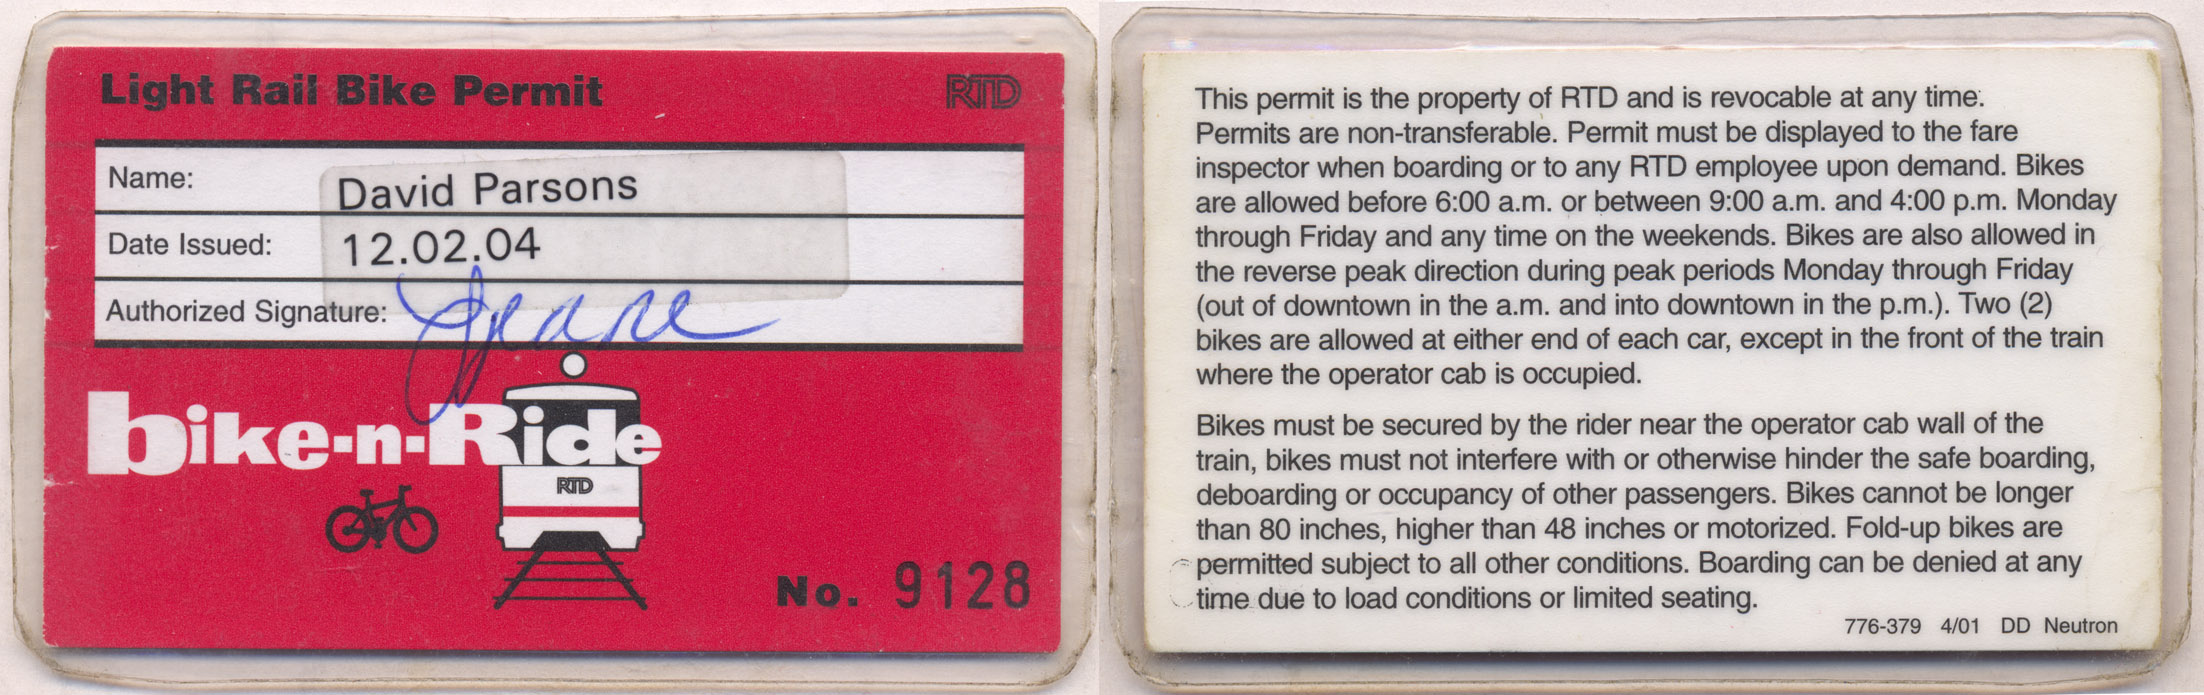 Light Rail Bike Permit RTD
Name: David Parsons
Date Issued: 12.02.04
Authorized Signature:
bike-n-Ride
RTD
No. 9128
This permit is the property of RTD and is revocable at any time.
Permits are non-transferable. Permit must be displayed to the fare
inspector when boarding or to any RTD employee upon demand. Bikes
are allowed before 6:00 a.m. or between 9:00 a.m. and 4:00 p.m. Monday
through Friday and any time on the weekends. Bikes are also allowed in
the reverse peak direction during peak periods Monday through Friday
(out of downtown in the a.m. and into downtown in the p.m.). Two (2)
bikes are allowed at either end of each car, except in the front of the train
where the operator cab is occupied.
Bikes must be secured by the rider near the operator cab wall of the
train, bikes must not interfere with or otherwise hinder the safe boarding,
deboarding or occupancy of other passengers. Bikes cannot be longer
than 80 inches, higher than 48 inches or motorized. Fold-up bikes are
permitted subject to all other conditions. Boarding can be denied at any
time due to load conditions or limited seating.
776-379 4/01 DD Neutron